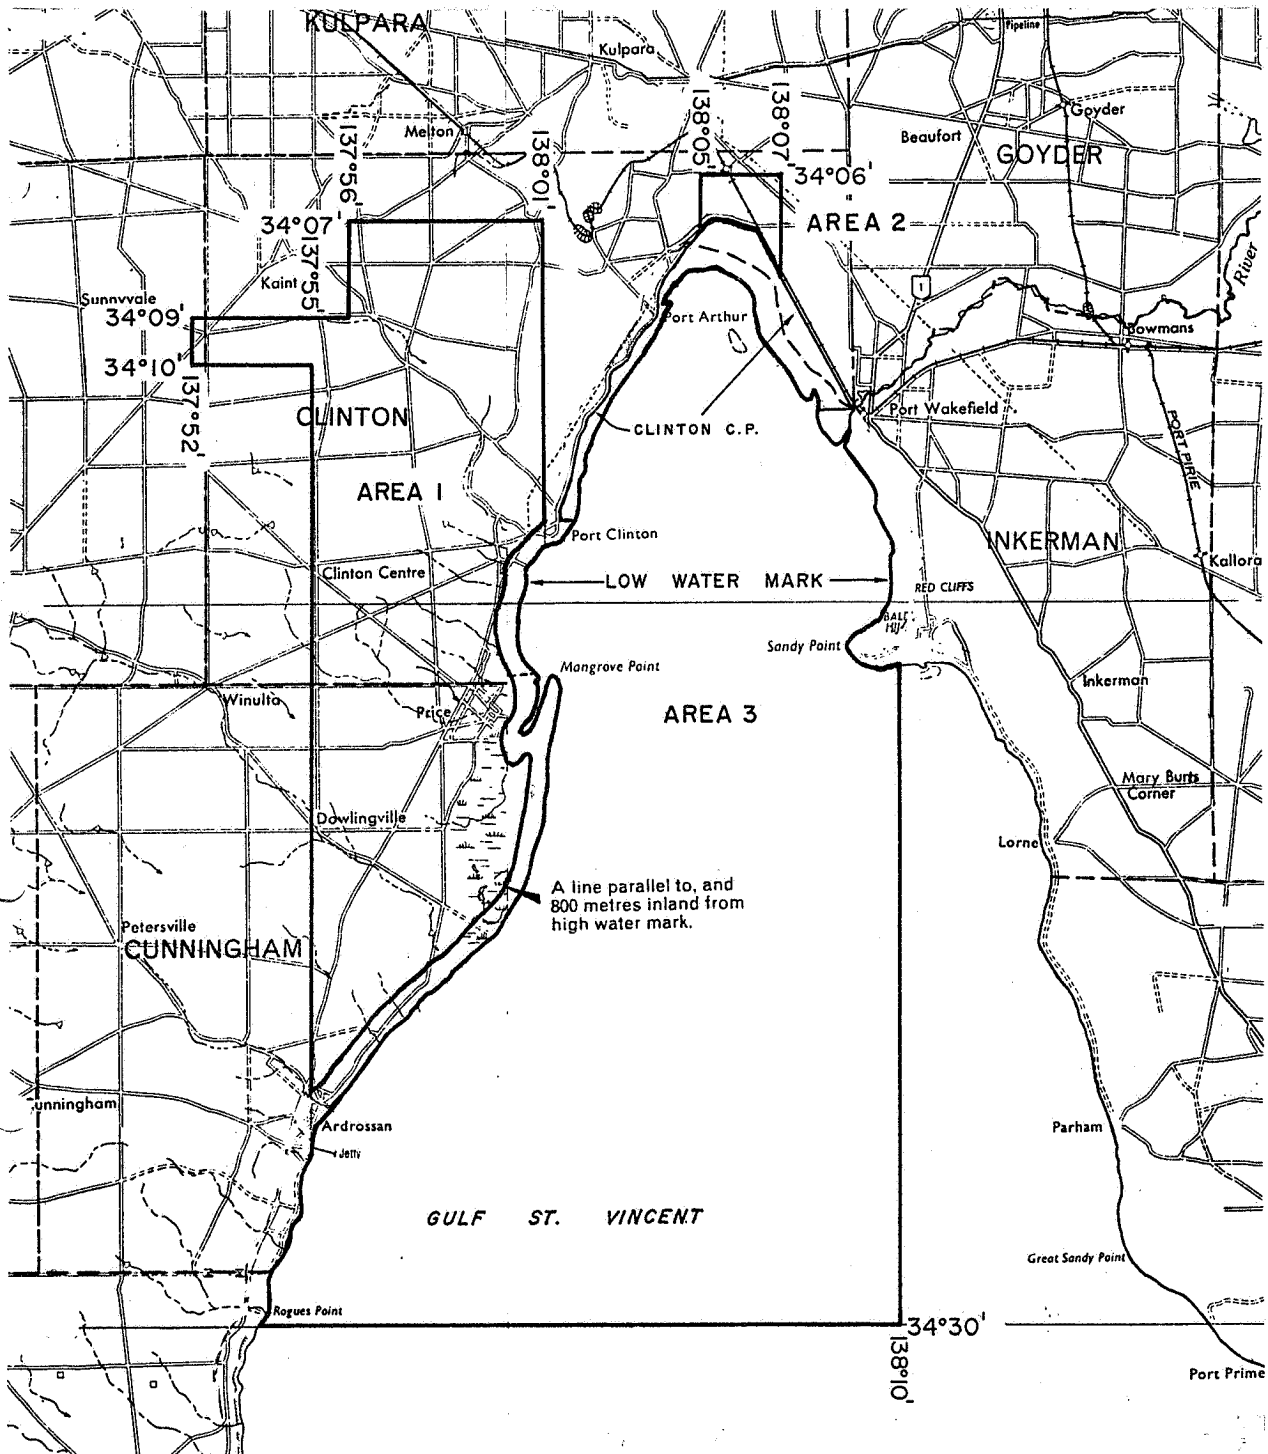 KULPARA
Pipeline
Kulpara
Goyder
Melton
Beaufort
GOYDER
138°05'
138°07'
137°56'
138°01'
34°06'
34°07'
AREA 2
137°55'
Kaint
River
Sunnyvale
34°09'
1
Port Arthur
Bowmans
34°10'
137°52'
CLINTON
Port Wakefield
CLINTON C.P.
PORT PIRIE
AREA 1
Port Clinton
INKERMAN
Kallora
Clinton Centre
LOW WATER MARK
RED CLIFFS
Sandy Point
Mangrove Point
Inkerman
Winulta
Price
AREA 3
Mary Burts
Corner
Dowlingville
Lorne
A line parallel to, and
800 metres inland from
high water mark.
Petersville
CUNNINGHAM
unningham
Ardrossan
Parham
Jetty
GULF ST. VINCENT
Great Sandy Point
Rogues Point
34°30'
138°10'
Port Prime